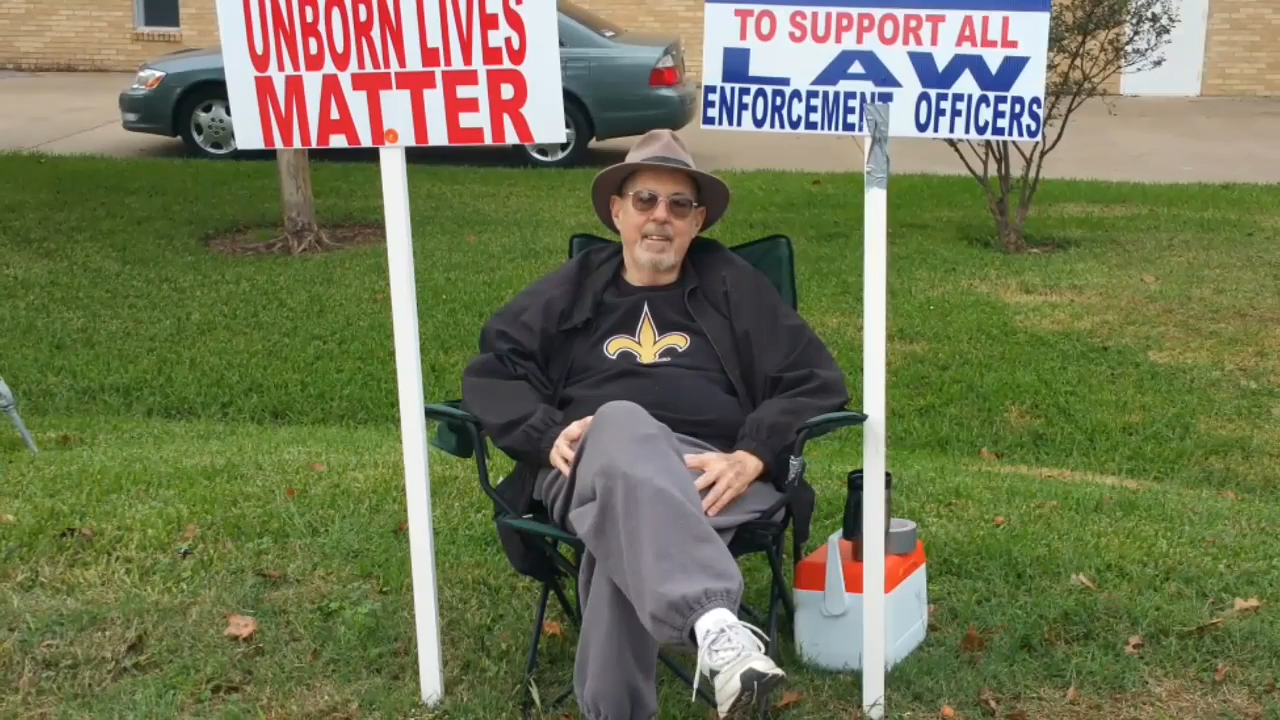 UNBORN LIVES
MATTER
TO SUPPORT ALL
LAW
ENFORCEMENT OFFICERS